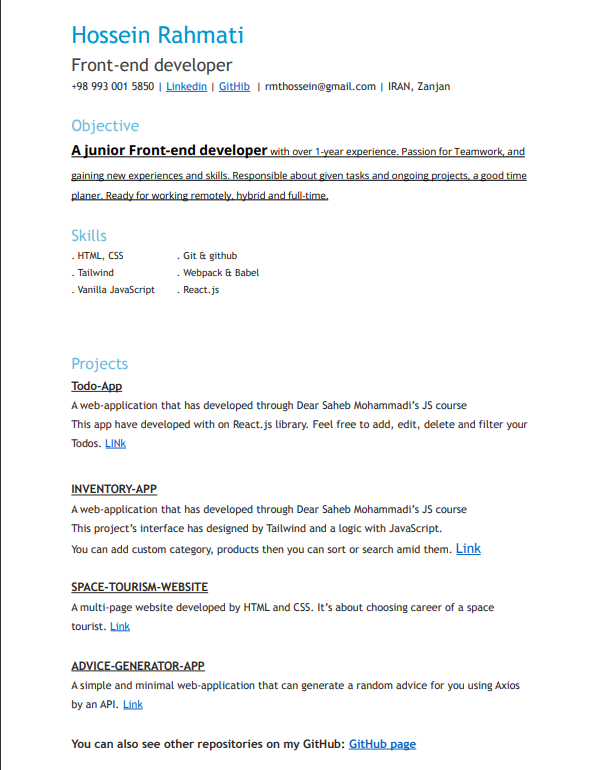 Hossein Rahmati
Front-end developer
+98 993 001 5850 | Linkedin | GitHib | rmthossein@gmail.com | IRAN, Zanjan
Objective
A junior Front-end developer with over 1-year experience. Passion for Teamwork, and
gaining new experiences and skills. Responsible about given tasks and ongoing projects, a good time
planer. Ready for working remotely, hybrid and full-time.
Skills
. HTML, CSS . Git & github
. Tailwind . Webpack & Babel
. Vanilla JavaScript . React.js
Projects
Todo-App
A web-application that has developed through Dear Saheb Mohammadi's JS course
This app have developed with on React.js library. Feel free to add, edit, delete and filter your
Todos. LINk
INVENTORY-APP
A web-application that has developed through Dear Saheb Mohammadi's JS course
This project's interface has designed by Tailwind and a logic with JavaScript.
You can add custom category, products then you can sort or search amid them. Link
SPACE-TOURISM-WEBSITE
A multi-page website developed by HTML and CSS. It's about choosing career of a space
tourist. Link
ADVICE-GENERATOR-APP
A simple and minimal web-application that can generate a random advice for you using Axios
by an API. Link
You can also see other repositories on my GitHub: GitHub page